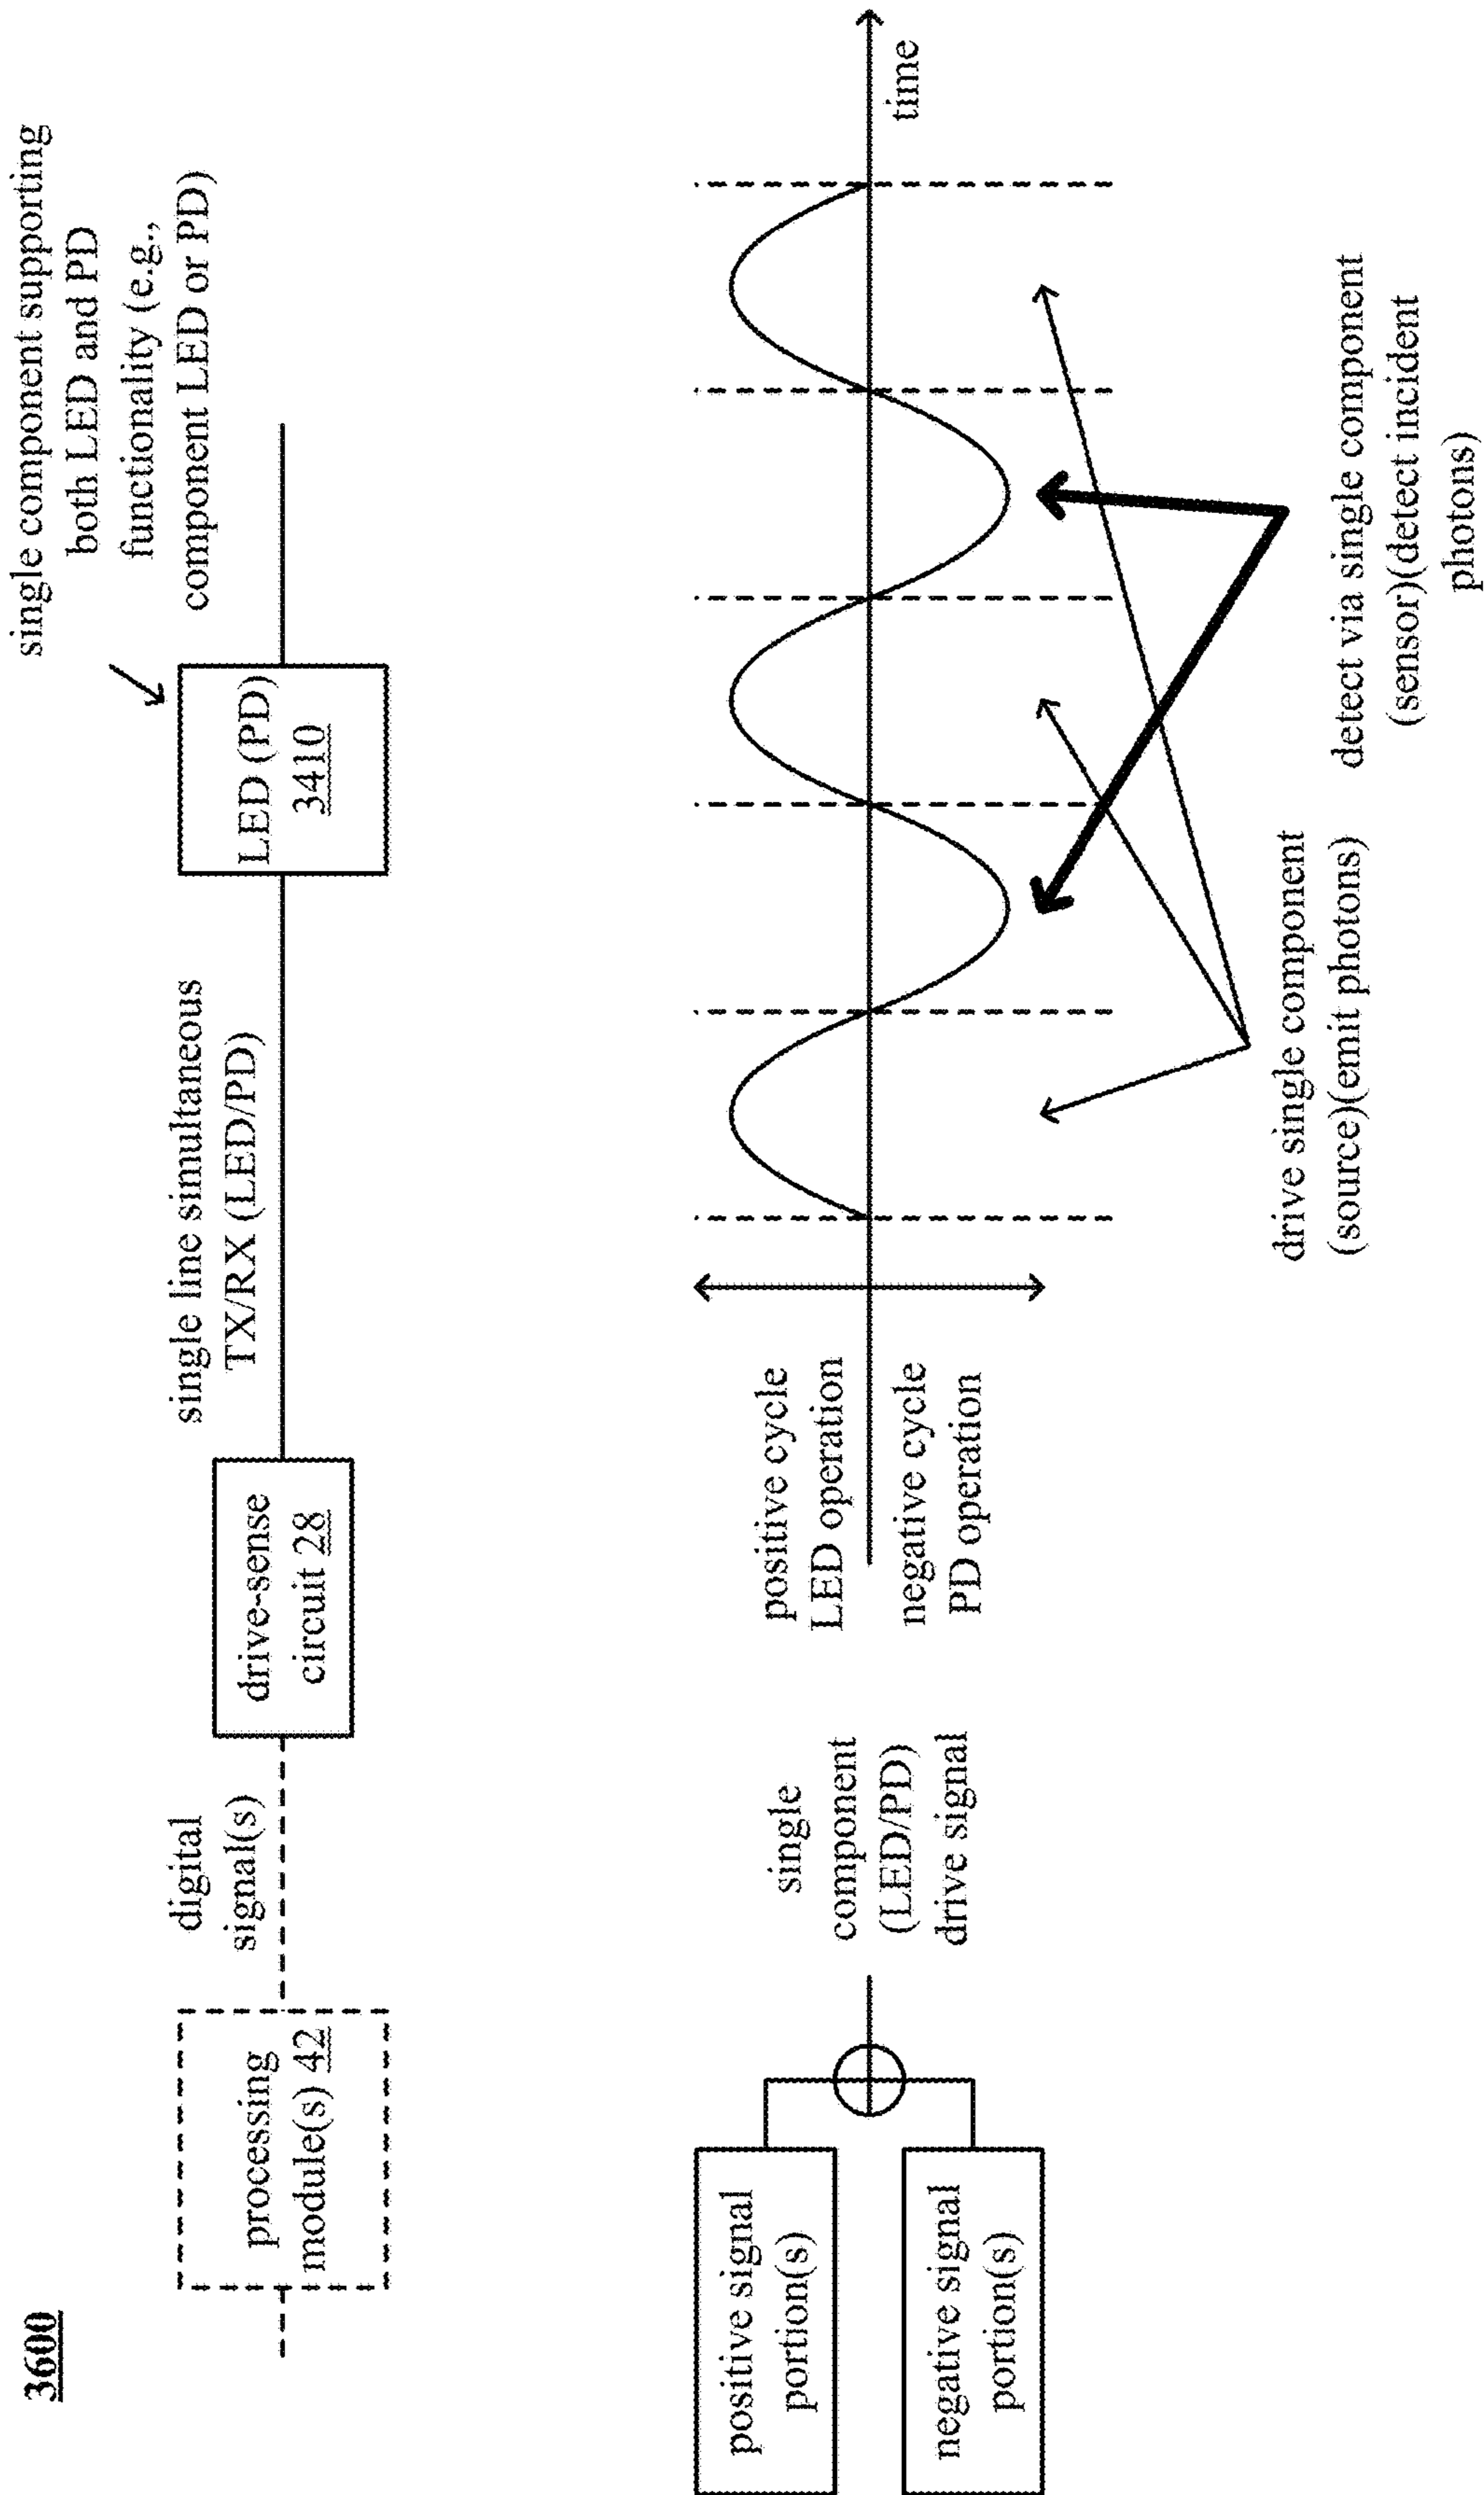 3600
processing
module(s) 42
digital
signal(s)
drive-sense
circuit 28
single line simultaneous
TX/RX (LED/PD)
LED (PD)
3410
single component supporting
both LED and PD
functionality (e.g.,
component LED or PD)
positive signal
portion(s)
negative signal
portion(s)
single
component
(LED/PD)
drive signal
positive cycle
LED operation
negative cycle
PD operation
time
drive single component
(source)(emit photons)
detect via single component
(sensor)(detect incident
photons)